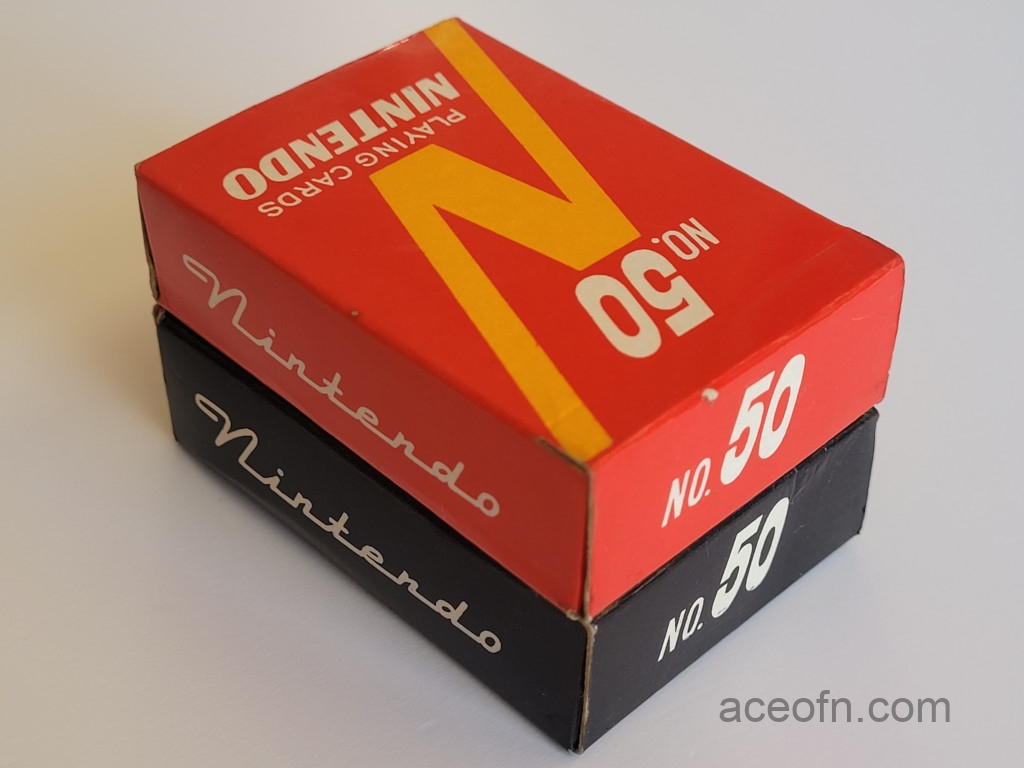 NINTENDO
PLAYING CARDS
N
NO. 50
Nintendo
NO. 50
Nintendo
NO. 50
aceofn.com